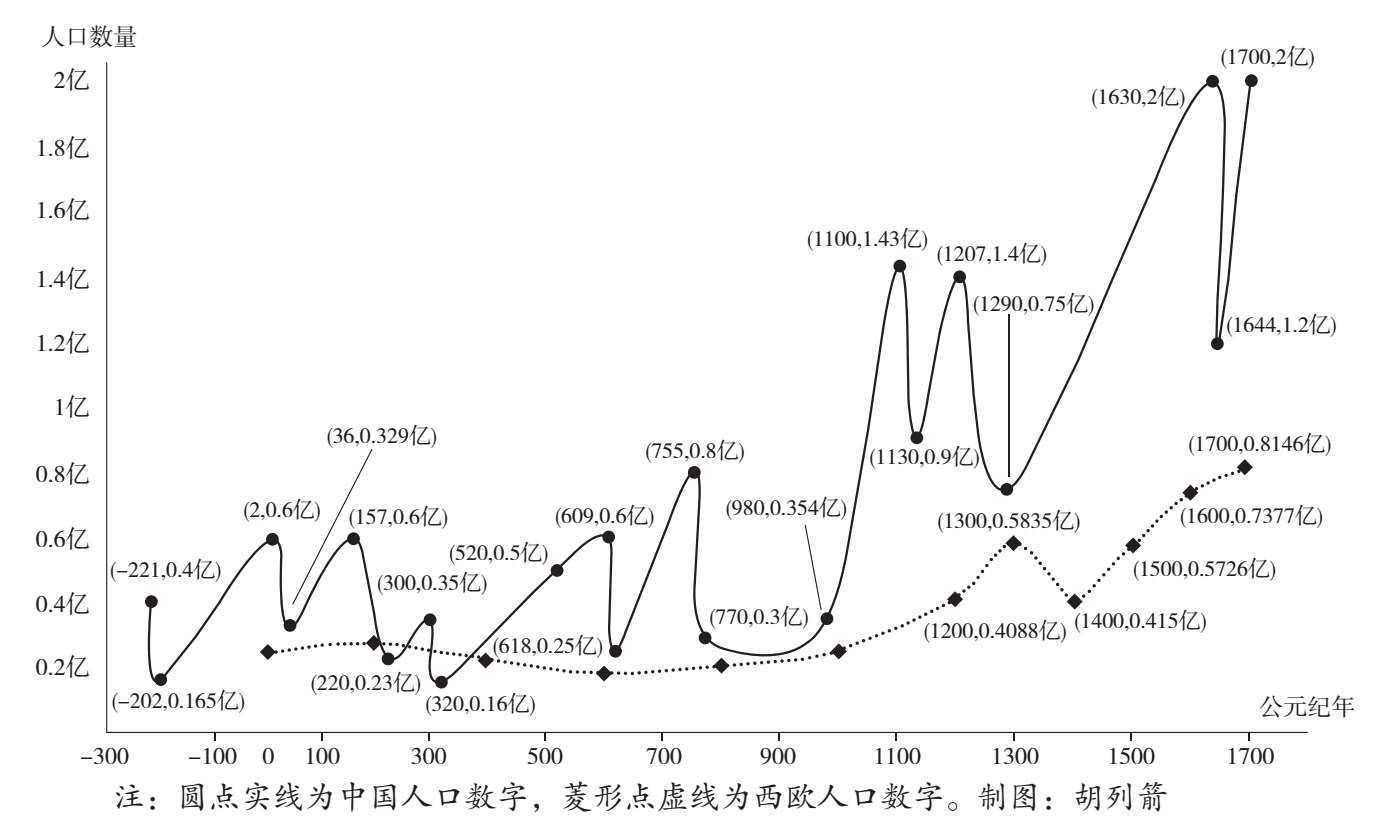 人口数量
2亿
1.8亿
1.6亿
1.4亿
1.2亿
1亿
0.8亿
0.6亿
0.4亿
0.2亿
(1700,2亿)
(1630,2亿)
(1100,1.43亿)
(1207,1.4亿)
(1290,0.75亿)
(1644,1.2亿)
(36,0.329亿)
(755,0.8亿)
(1130,0.9亿)
(1700,0.8146亿)
(2,0.6亿)
(157,0.6亿)
(609,0.6亿)
(980,0.354亿)
(1300,0.5835亿)
(1600,0.7377亿)
(−221,0.4亿)
(300,0.35亿)
(520,0.5亿)
(1500,0.5726亿)
(618,0.25亿)
(770,0.3亿)
(1200,0.4088亿)
(1400,0.415亿)
(−202,0.165亿)
(220,0.23亿)
(320,0.16亿)
公元纪年
−300 −100 0 100 300 500 700 900 1100 1300 1500 1700
注：圆点实线为中国人口数字，菱形点虚线为西欧人口数字。制图：胡列箭